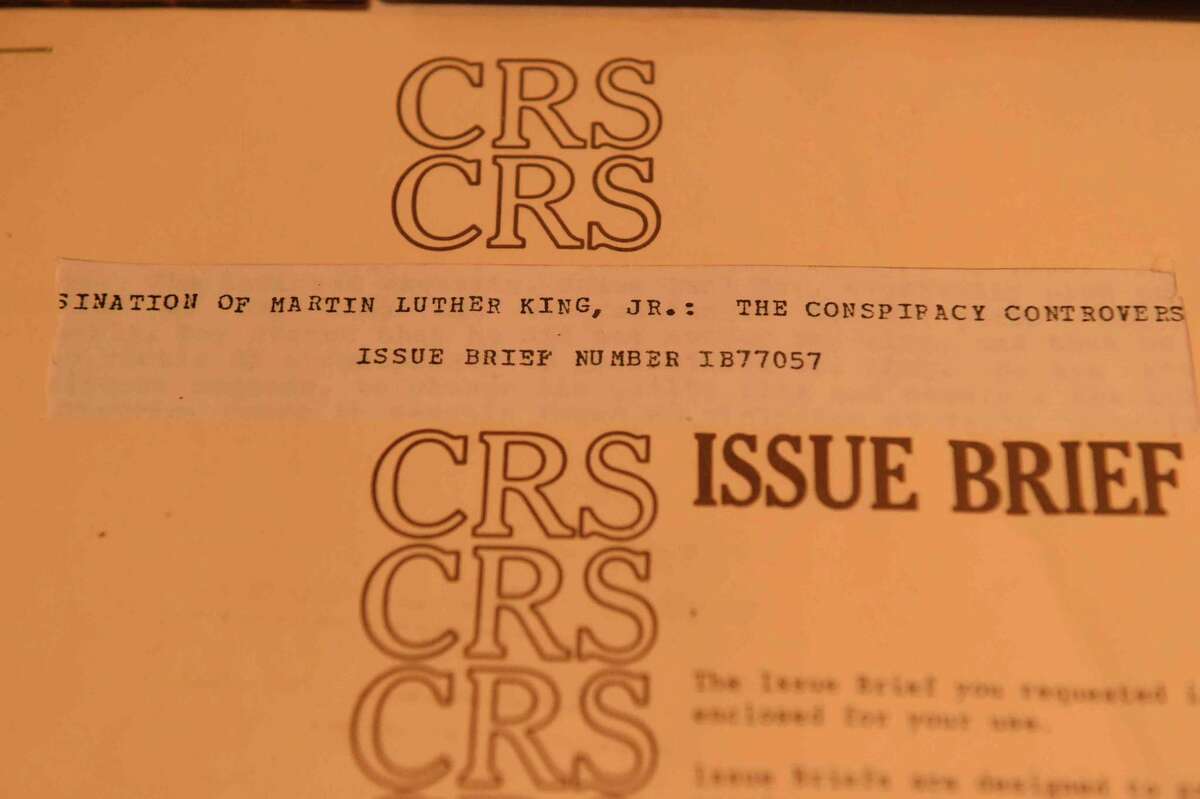 CRS
CRS
SINATION OF MARTIN LUTHER KING, JR.: THE CONSPIRACY CONTROVERS
ISSUE BRIEF NUMBER IB77057
CRS
ISSUE BRIEF
CRS
CRS
The Issue Brief you requested i
enclosed for your use.
Issue Briefs are designed to